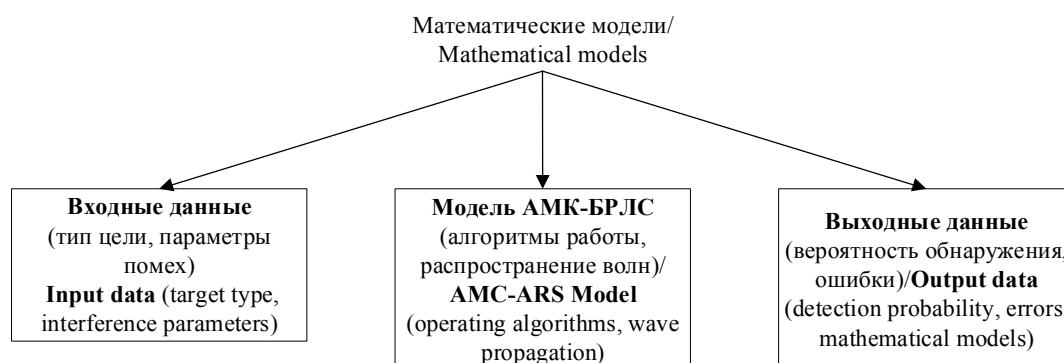 Математические модели/
Mathematical models
Входные данные
(тип цели, параметры
помех)
Input data (target type,
interference parameters)
Модель АМК-БРЛС
(алгоритмы работы,
распространение волн)/
AMC-ARS Model
(operating algorithms, wave
propagation)
Выходные данные
(вероятность обнаружения,
ошибки)/Output data
(detection probability, errors
mathematical models)